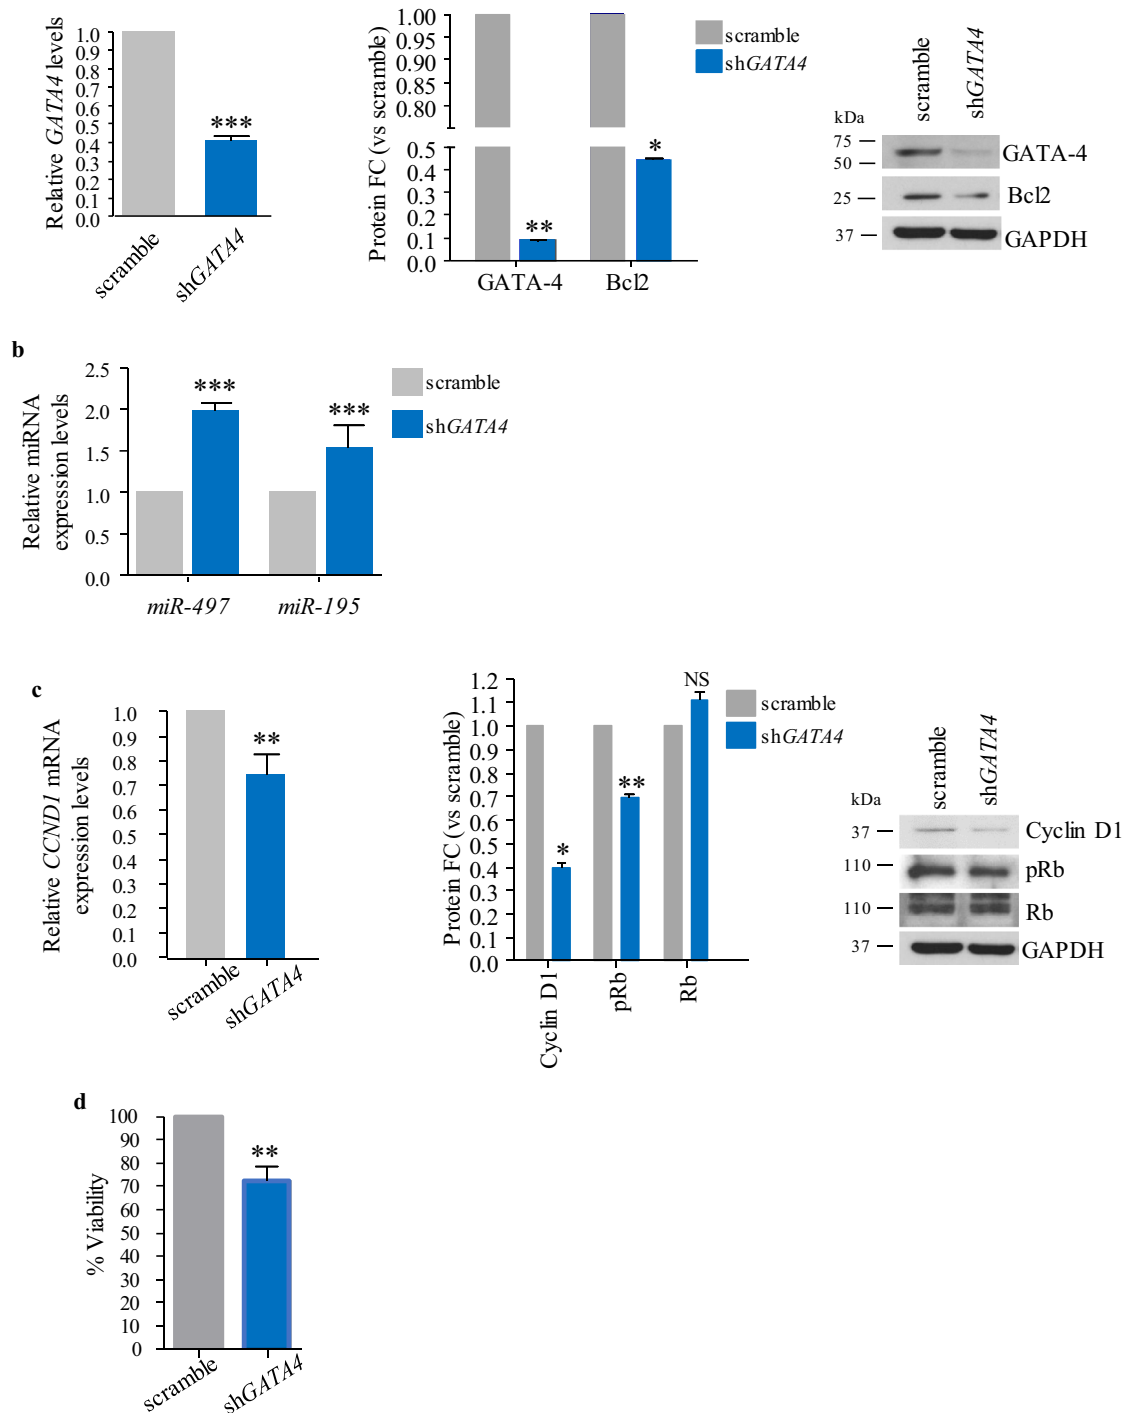 Relative GATA4 levels
1.0
0.9
0.8
0.7
0.6
0.5
0.4
0.3
0.2
0.1
0.0
***
scramble
shGATA4
Protein FC (vs scramble)
1.00
0.95
0.90
0.85
0.80
0.5
0.4
0.3
0.2
0.1
0.0
**
*
GATA-4
Bcl2
scramble
shGATA4
scramble
shGATA4
kDa
75
50
GATA-4
25
Bcl2
37
GAPDH
b
Relative miRNA
expression levels
2.5
2.0
1.5
1.0
0.5
0.0
***
***
miR-497
miR-195
scramble
shGATA4
c
Relative CCND1 mRNA
expression levels
1.0
0.9
0.8
0.7
0.6
0.5
0.4
0.3
0.2
0.1
0.0
**
scramble
shGATA4
Protein FC (vs scramble)
1.2
1.1
1.0
0.9
0.8
0.7
0.6
0.5
0.4
0.3
0.2
0.1
0.0
*
**
NS
Cyclin D1
pRb
Rb
scramble
shGATA4
scramble
shGATA4
kDa
37
Cyclin D1
110
pRb
110
Rb
37
GAPDH
d
% Viability
100
90
80
70
60
50
40
30
20
10
0
**
scramble
shGATA4